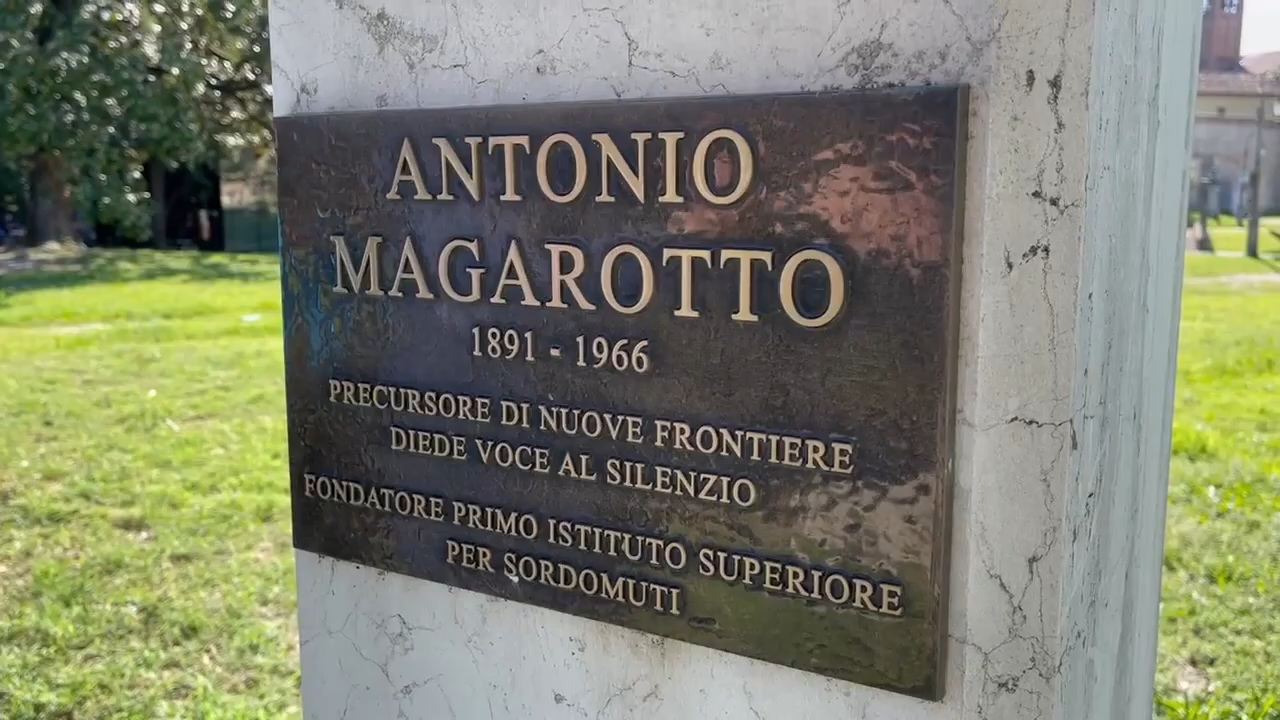 ANTONIO
MAGAROTTO
1891 - 1966
PRECURSORE DI NUOVE FRONTIERE
DIEDE VOCE AL SILENZIO
FONDATORE PRIMO ISTITUTO SUPERIORE
PER SORDOMUTI